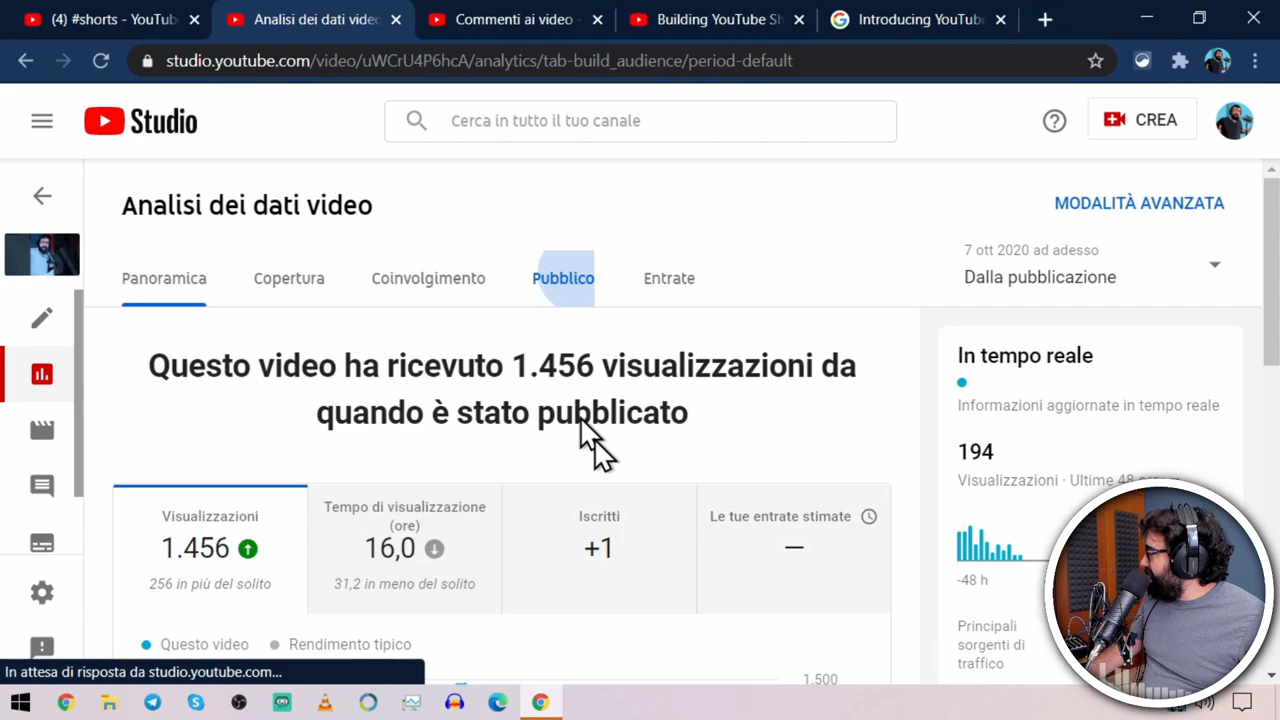 (4) #shorts - YouTub
Analisi dei dati video
Commenti ai video -
Building YouTube Sh
Introducing YouTube
studio.youtube.com/video/uWCrU4P6hcA/analytics/tab-build_audience/period-default
Studio
Cerca in tutto il tuo canale
CREA
Analisi dei dati video
MODALITÀ AVANZATA
Panoramica
Copertura
Coinvolgimento
Pubblico
Entrate
7 ott 2020 ad adesso
Dalla pubblicazione
Questo video ha ricevuto 1.456 visualizzazioni da
quando è stato pubblicato
In tempo reale
Informazioni aggiornate in tempo reale
194
Visualizzazioni · Ultime 48
Visualizzazioni
1.456
256 in più del solito
Tempo di visualizzazione
(ore)
16,0
31,2 in meno del solito
Iscritti
+1
Le tue entrate stimate
—
-48 h
Principali
sorgenti di
traffico
Questo video
Rendimento tipico
1.500
In attesa di risposta da studio.youtube.com...